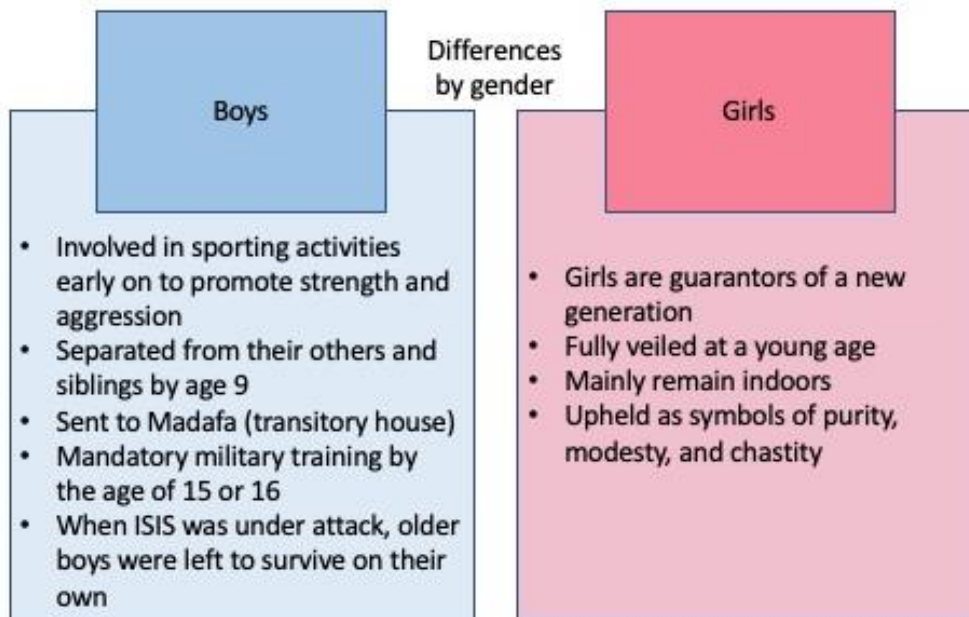 Differences
by gender
Boys
• Involved in sporting activities
early on to promote strength and
aggression
• Separated from their others and
siblings by age 9
• Sent to Madafa (transitory house)
• Mandatory military training by
the age of 15 or 16
• When ISIS was under attack, older
boys were left to survive on their
own
Girls
• Girls are guarantors of a new
generation
• Fully veiled at a young age
• Mainly remain indoors
• Upheld as symbols of purity,
modesty, and chastity